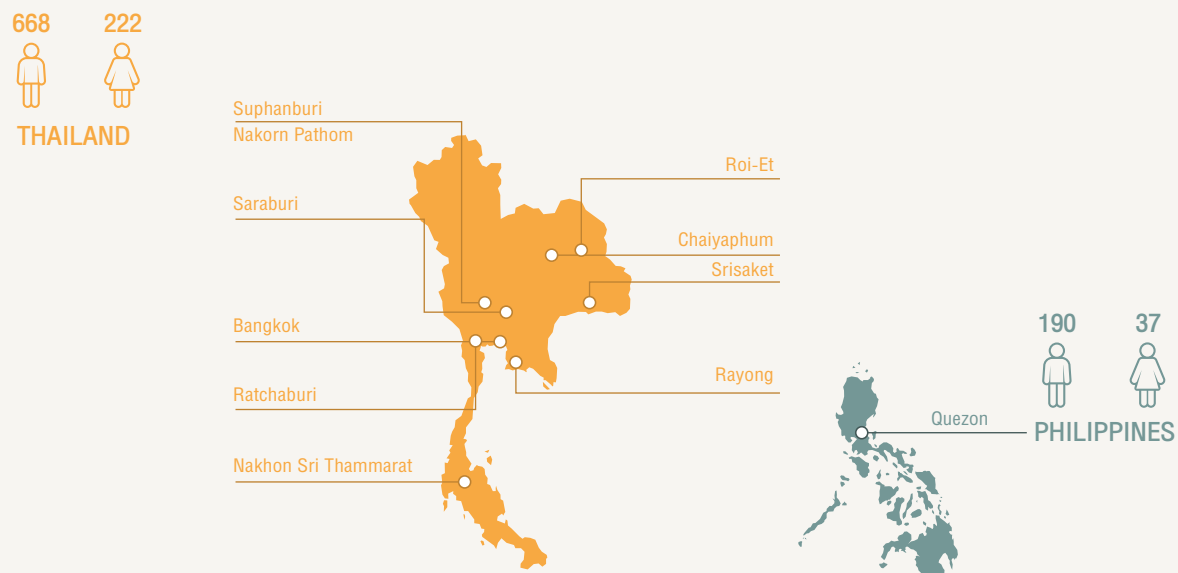 668 222
THAILAND
Suphanburi
Nakorn Pathom
Saraburi
Bangkok
Ratchaburi
Nakhon Sri Thammarat
Roi-Et
Chaiyaphum
Srisaket
Rayong
190 37
Quezon
PHILIPPINES